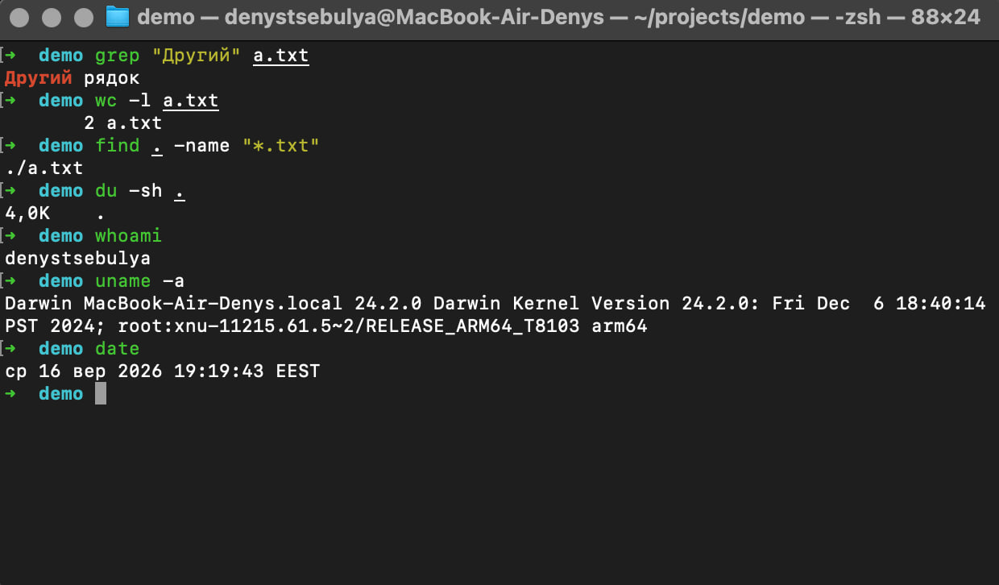 demo — denystsebulya@MacBook-Air-Denys — ~/projects/demo — -zsh — 88×24
[➜  demo grep "Другий" a.txt
Другий рядок
[➜  demo wc -l a.txt
       2 a.txt
[➜  demo find . -name "*.txt"
./a.txt
[➜  demo du -sh .
4,0K    .
[➜  demo whoami
denystsebulya
[➜  demo uname -a
Darwin MacBook-Air-Denys.local 24.2.0 Darwin Kernel Version 24.2.0: Fri Dec  6 18:40:14
PST 2024; root:xnu-11215.61.5~2/RELEASE_ARM64_T8103 arm64
[➜  demo date
ср 16 вер 2026 19:19:43 EEST
➜  demo